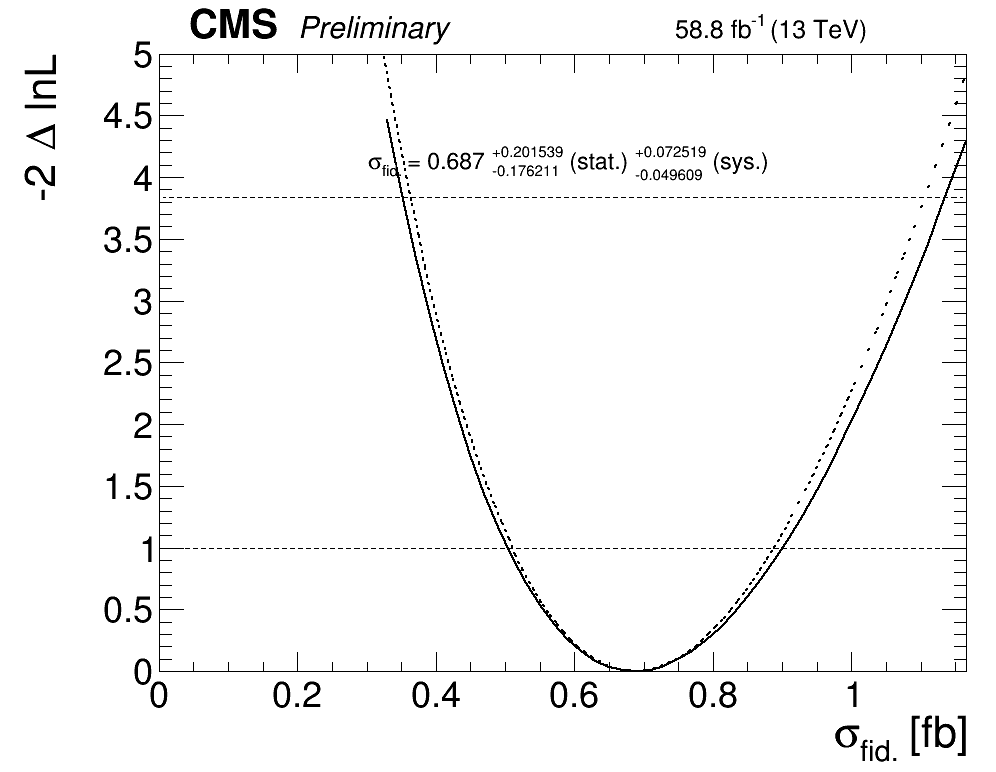 CMS Preliminary 58.8 fb-1 (13 TeV)
-2 Δ lnL
5
4.5
σfid. = 0.687 +0.201539 -0.176211 (stat.) +0.072519 -0.049609 (sys.)
4
3.5
3
2.5
2
1.5
1
0.5
0
0 0.2 0.4 0.6 0.8 1
σfid. [fb]